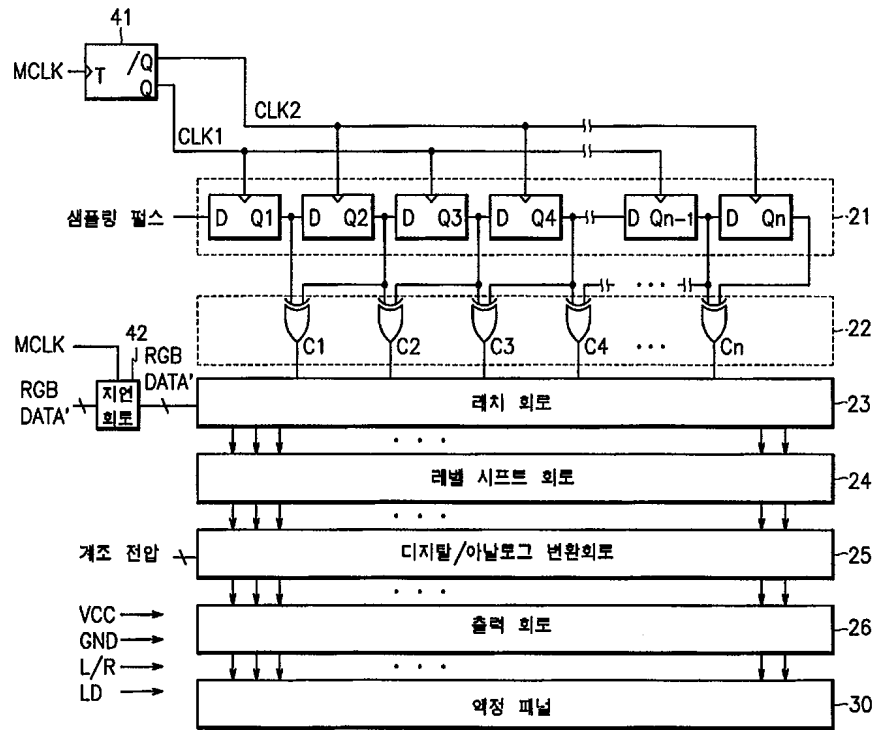 41
MCLK
T
/Q
Q
CLK2
CLK1
샘플링 펄스
D Q1
D Q2
D Q3
D Q4
D Qn-1
D Qn
21
22
C1
C2
C3
C4
...
Cn
MCLK
42
RGB
DATA'
RGB
DATA'
지연
회로
래치 회로
23
레벨 시프트 회로
24
계조 전압
디지탈/아날로그 변환회로
25
VCC
GND
L/R
LD
출력 회로
26
액정 패널
30